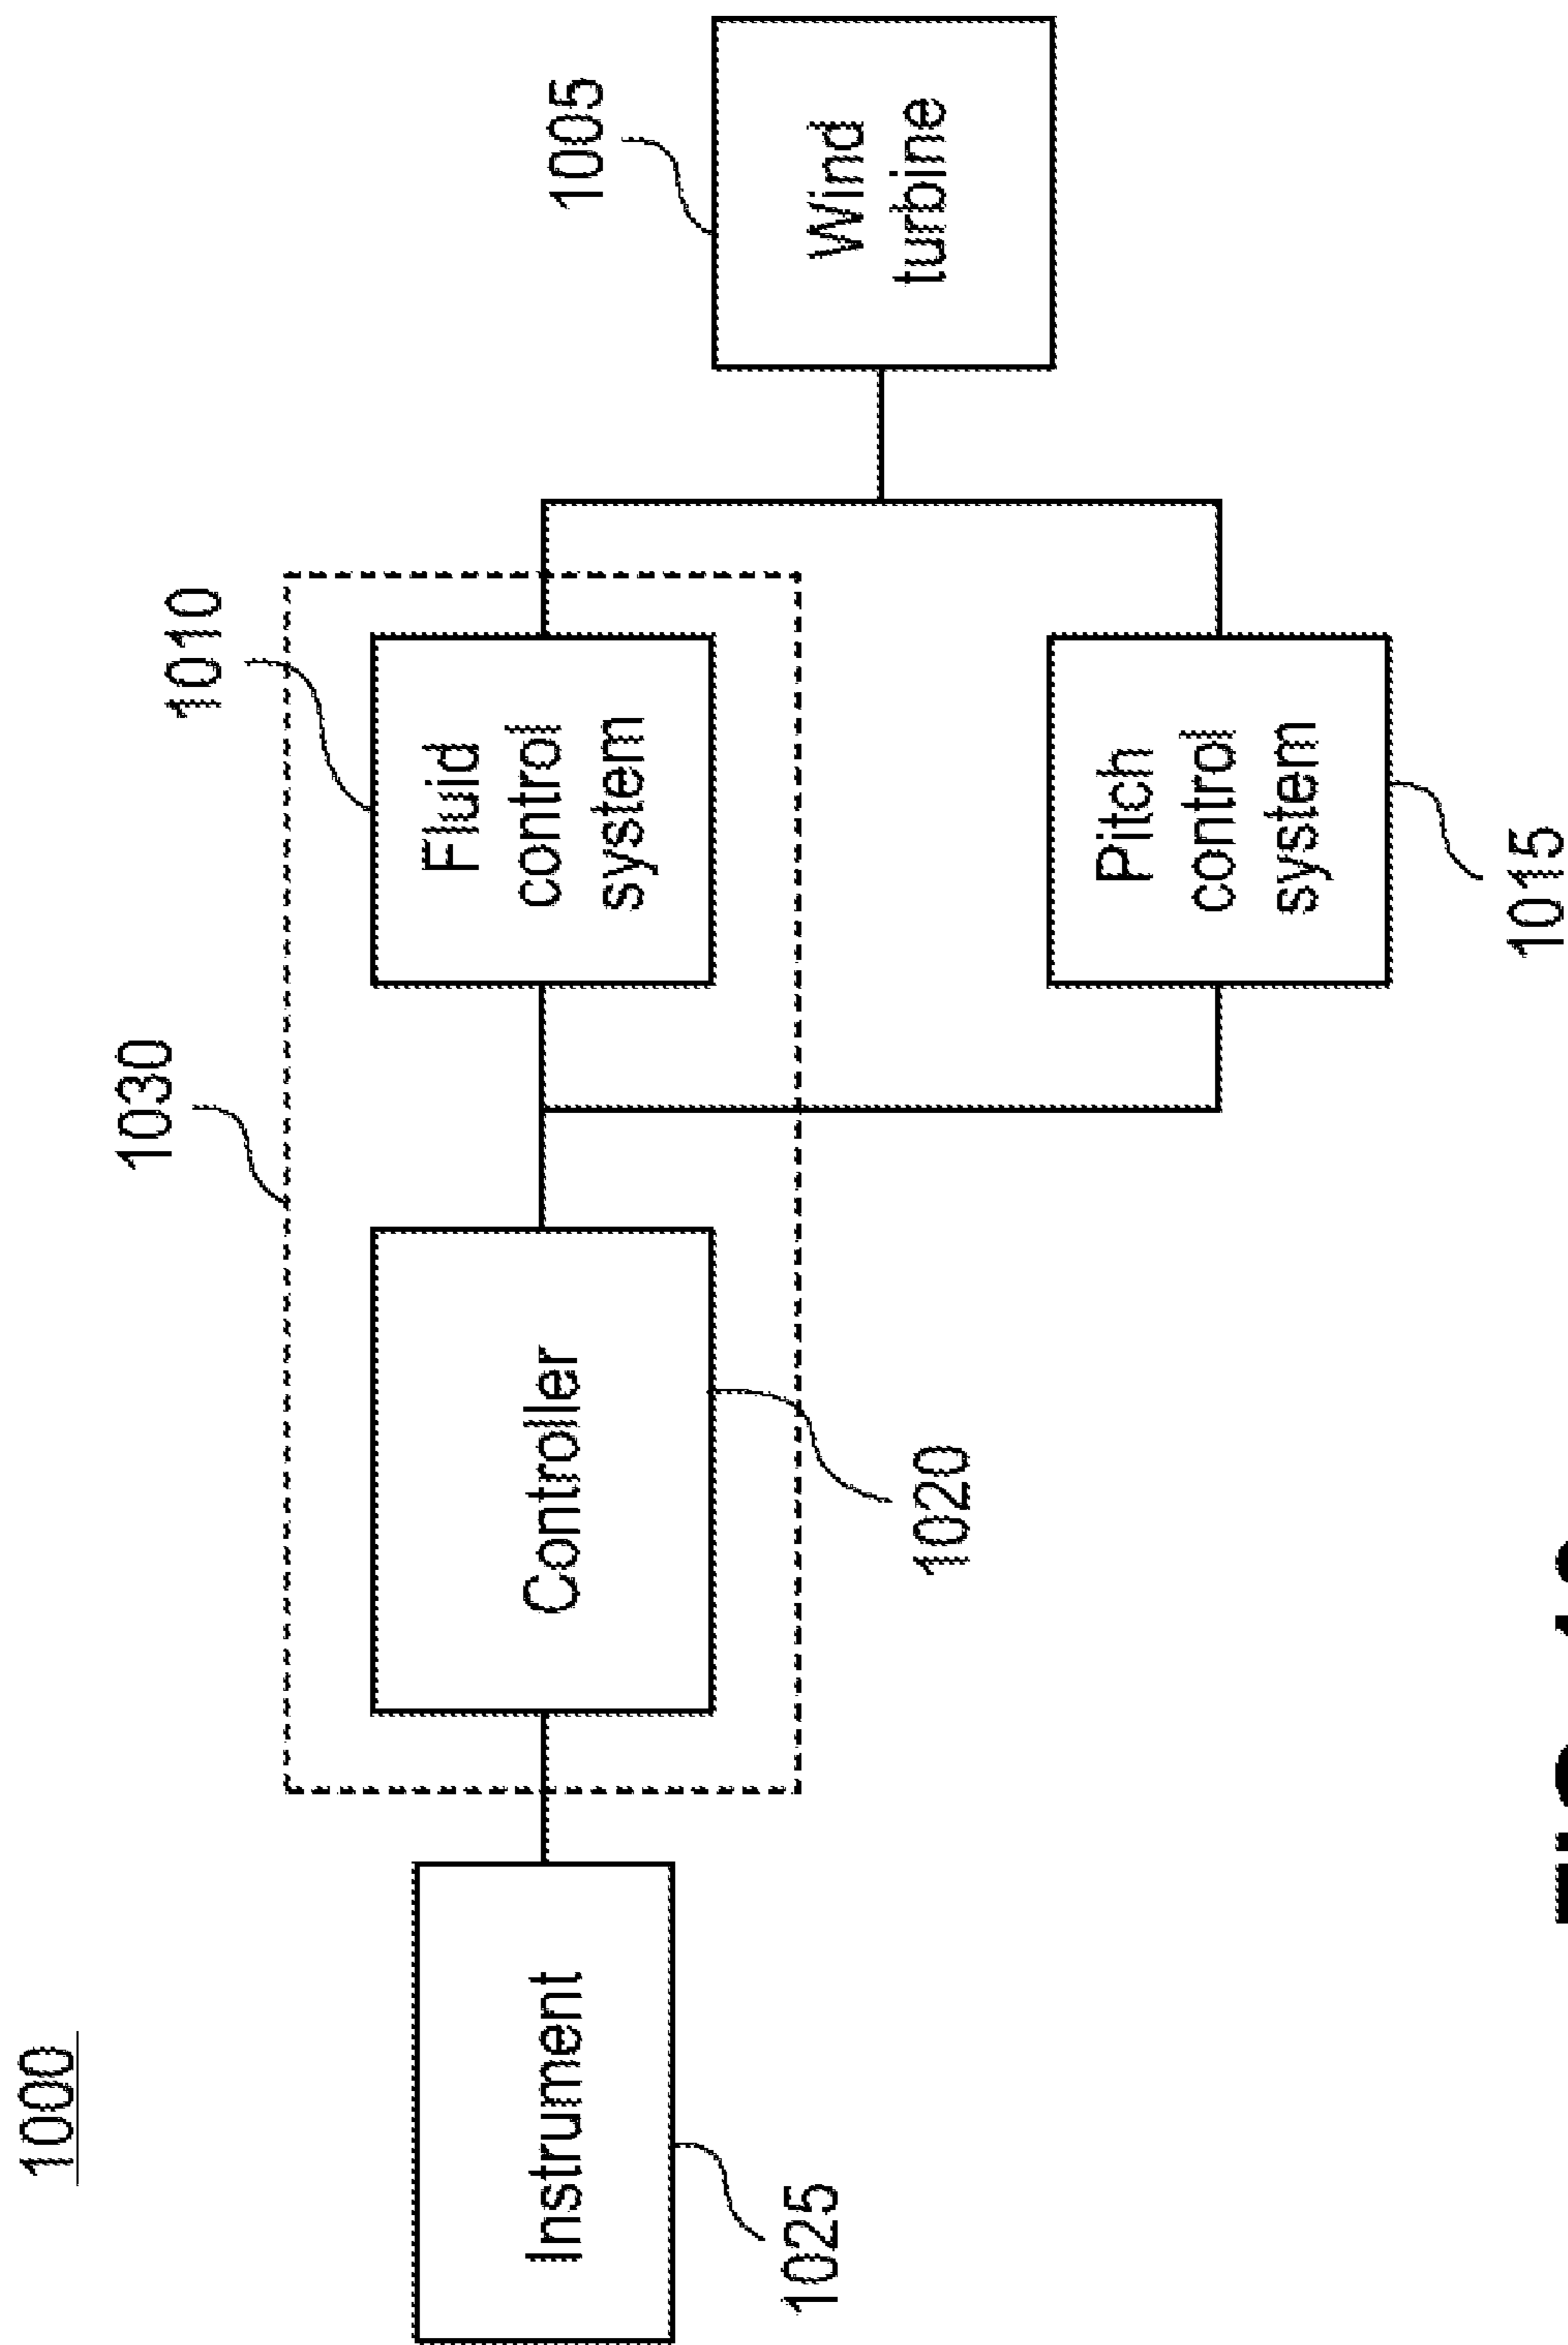 1000
1030
1010
1005
Instrument
1025
Controller
1020
Fluid
control
system
Pitch
control
system
1015
Wind
turbine